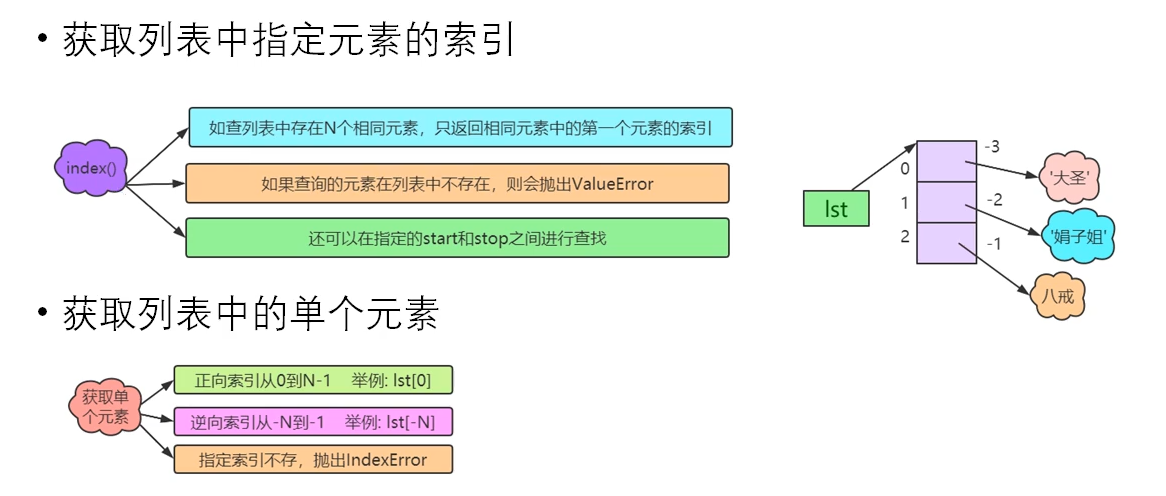 • 获取列表中指定元素的索引
index()
如查列表中存在N个相同元素，只返回相同元素中的第一个元素的索引
如果查询的元素在列表中不存在，则会抛出ValueError
还可以在指定的start和stop之间进行查找
lst
0
1
2
-3
-2
-1
'大圣'
'娟子姐'
八戒
• 获取列表中的单个元素
获取单
个元素
正向索引从0到N-1 举例: lst[0]
逆向索引从-N到-1 举例: lst[-N]
指定索引不存，抛出IndexError